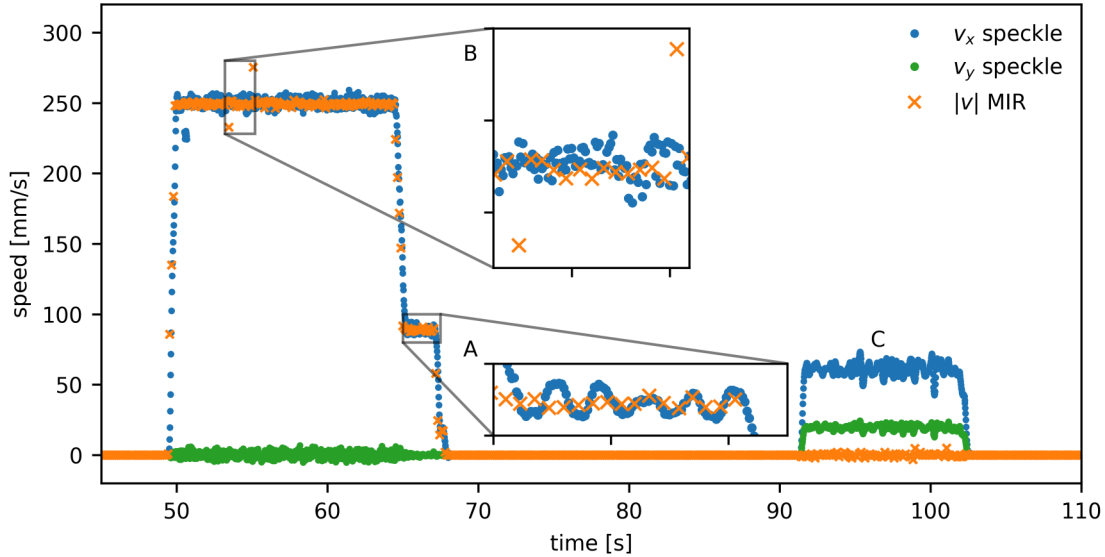 300
250
200
150
100
50
0
speed [mm/s]
B
A
C
v_x speckle
v_y speckle
|v| MIR
50 60 70 80 90 100 110
time [s]